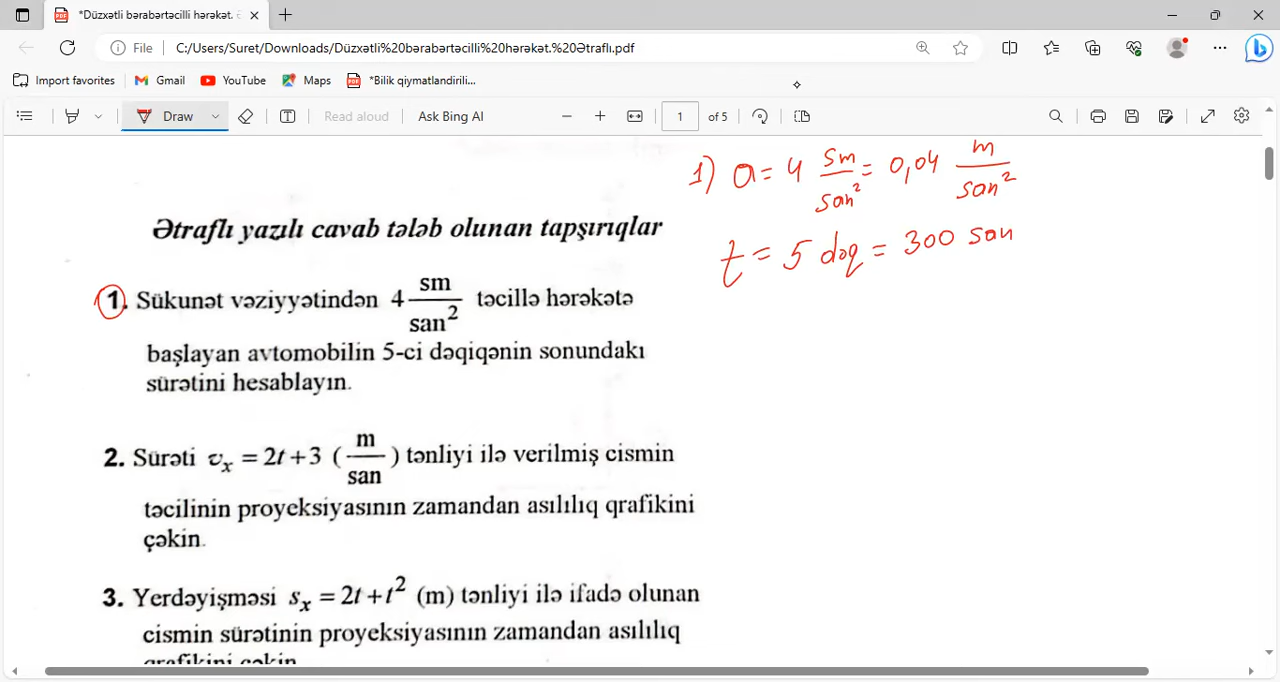 *Düzxətli bərabərtəcilli hərəkət.
File C:/Users/Suret/Downloads/Düzxətli%20bərabərtəcilli%20hərəkət.%20Ətraflı.pdf
Import favorites Gmail YouTube Maps *Bilik qiymatlandirili...
Draw Read aloud Ask Bing AI 1 of 5
1) a = 4 sm/san² = 0,04 m/san²
t = 5 dəq = 300 san
Ətraflı yazılı cavab tələb olunan tapşırıqlar
1. Sükunət vəziyyətindən 4 sm/san² təcillə hərəkətə
başlayan avtomobilin 5-ci dəqiqənin sonundakı
sürətini hesablayın.
2. Sürəti vₓ = 2t + 3 (m/san) tənliyi ilə verilmiş cismin
təcilinin proyeksiyasının zamandan asılılıq qrafikini
çəkin.
3. Yerdəyişməsi sₓ = 2t + t² (m) tənliyi ilə ifadə olunan
cismin sürətinin proyeksiyasının zamandan asılılıq
qrafikini çəkin